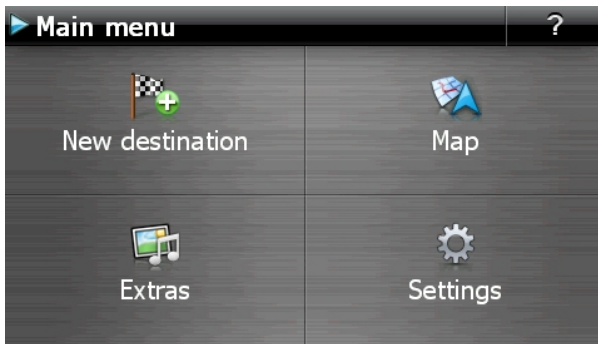 Main menu ?
New destination
Map
Extras
Settings